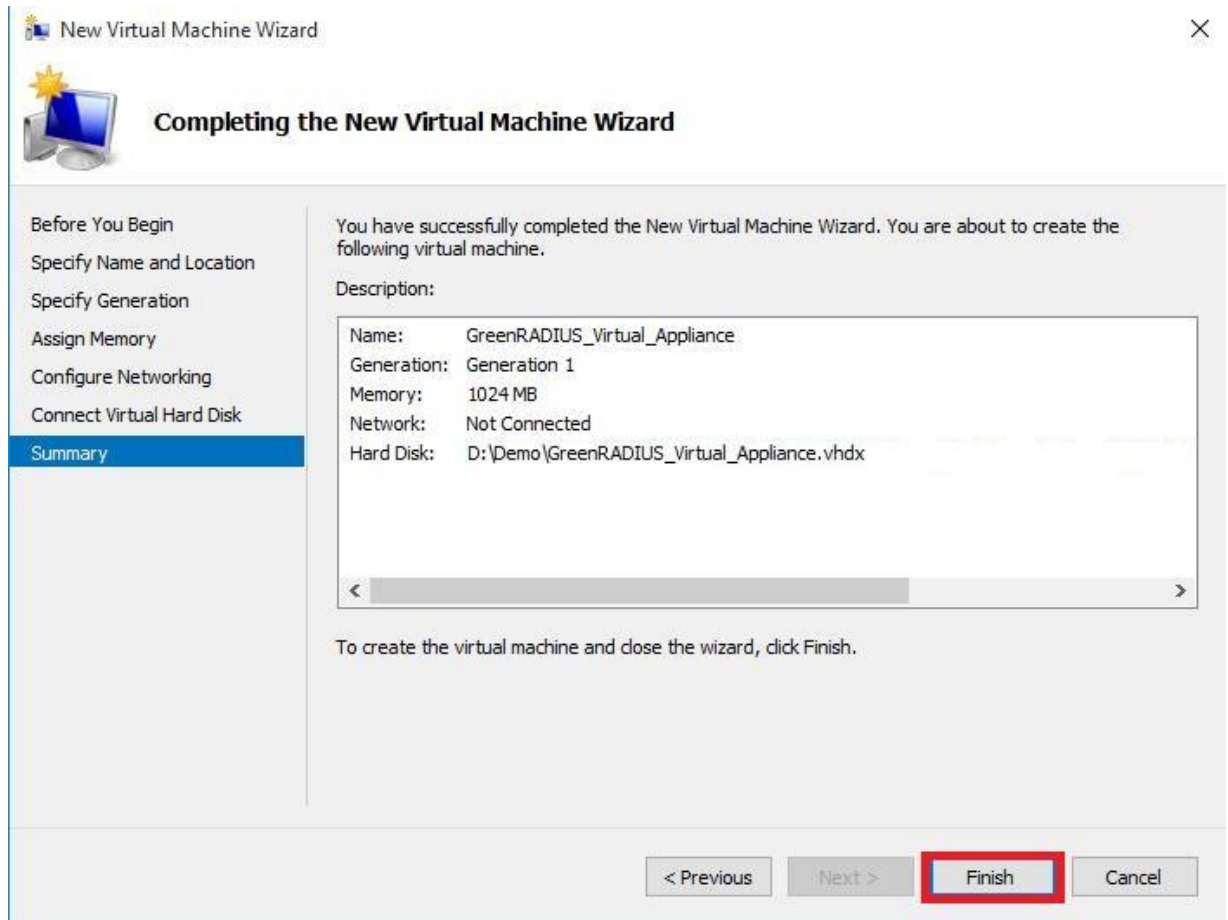 New Virtual Machine Wizard
Completing the New Virtual Machine Wizard
Before You Begin
Specify Name and Location
Specify Generation
Assign Memory
Configure Networking
Connect Virtual Hard Disk
Summary
You have successfully completed the New Virtual Machine Wizard. You are about to create the
following virtual machine.
Description:
Name: GreenRADIUS_Virtual_Appliance
Generation: Generation 1
Memory: 1024 MB
Network: Not Connected
Hard Disk: D:\Demo\GreenRADIUS_Virtual_Appliance.vhdx
To create the virtual machine and close the wizard, click Finish.
< Previous
Next >
Finish
Cancel